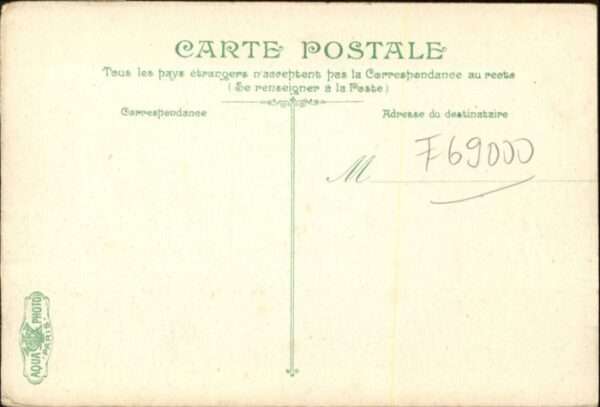 CARTE POSTALE
Tous les pays étrangers n'acceptent pas la Correspondance au recto
(Se renseigner à la Poste)
Correspondance
Adresse du destinataire
F69000
M
AQUA PHOTO
PARIS